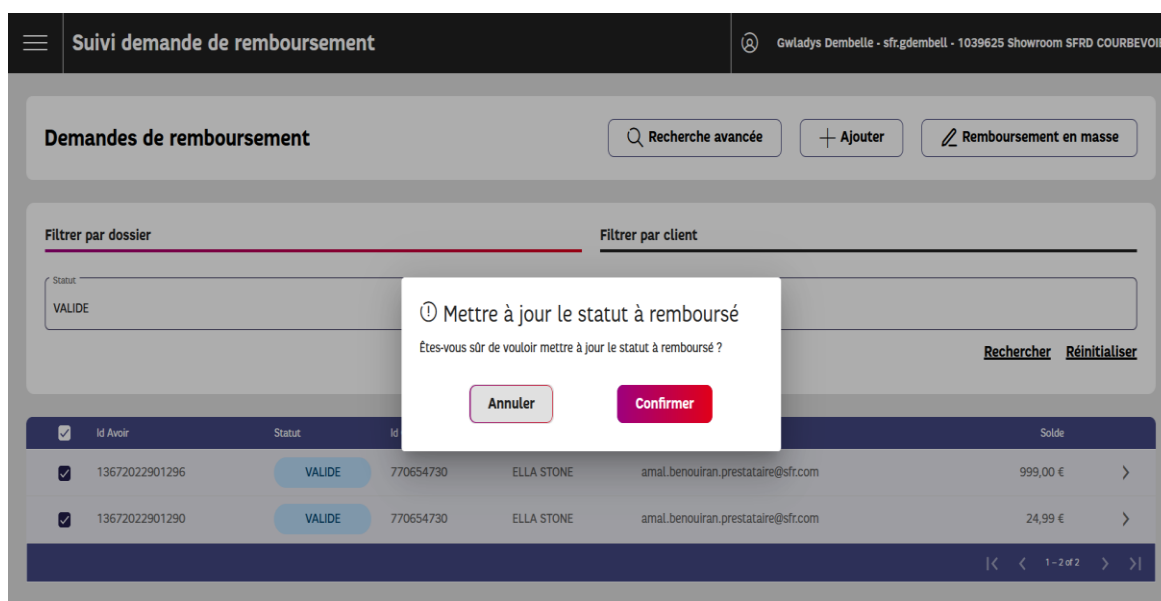 Suivi demande de remboursement
Gwladys Dembelle - sfr.gdembell - 1039625 Showroom SFRD COURBEVOI
Demandes de remboursement
Recherche avancée
Ajouter
Remboursement en masse
Filtrer par dossier
Filtrer par client
Statut
VALIDE
Mettre à jour le statut à remboursé
Êtes-vous sûr de vouloir mettre à jour le statut à remboursé ?
Annuler
Confirmer
Rechercher Réinitialiser
Id Avoir Statut Id Solde
13672022901296 VALIDE 770654730 ELLA STONE amal.benouiran.prestataire@sfr.com 999,00 €
13672022901290 VALIDE 770654730 ELLA STONE amal.benouiran.prestataire@sfr.com 24,99 €
1 – 2 of 2